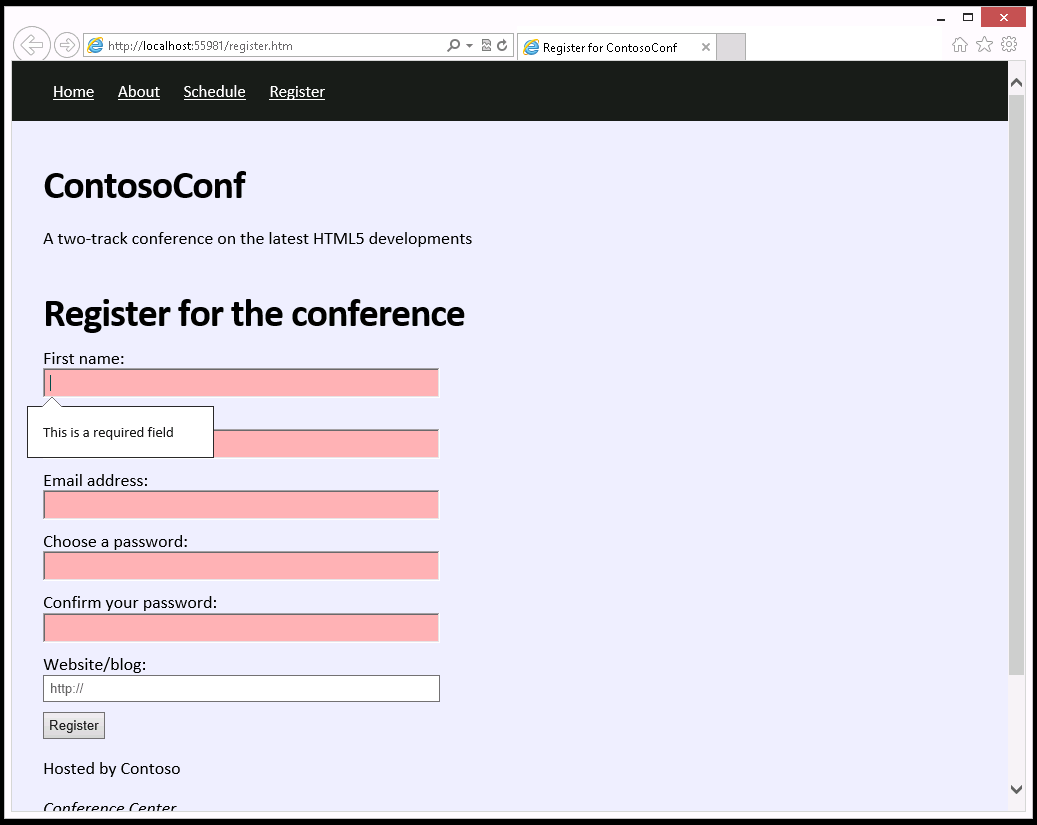 http://localhost:55981/register.htm
Register for ContosoConf
Home About Schedule Register
ContosoConf
A two-track conference on the latest HTML5 developments
Register for the conference
First name:
This is a required field
Email address:
Choose a password:
Confirm your password:
Website/blog:
http://
Register
Hosted by Contoso
Conference Center